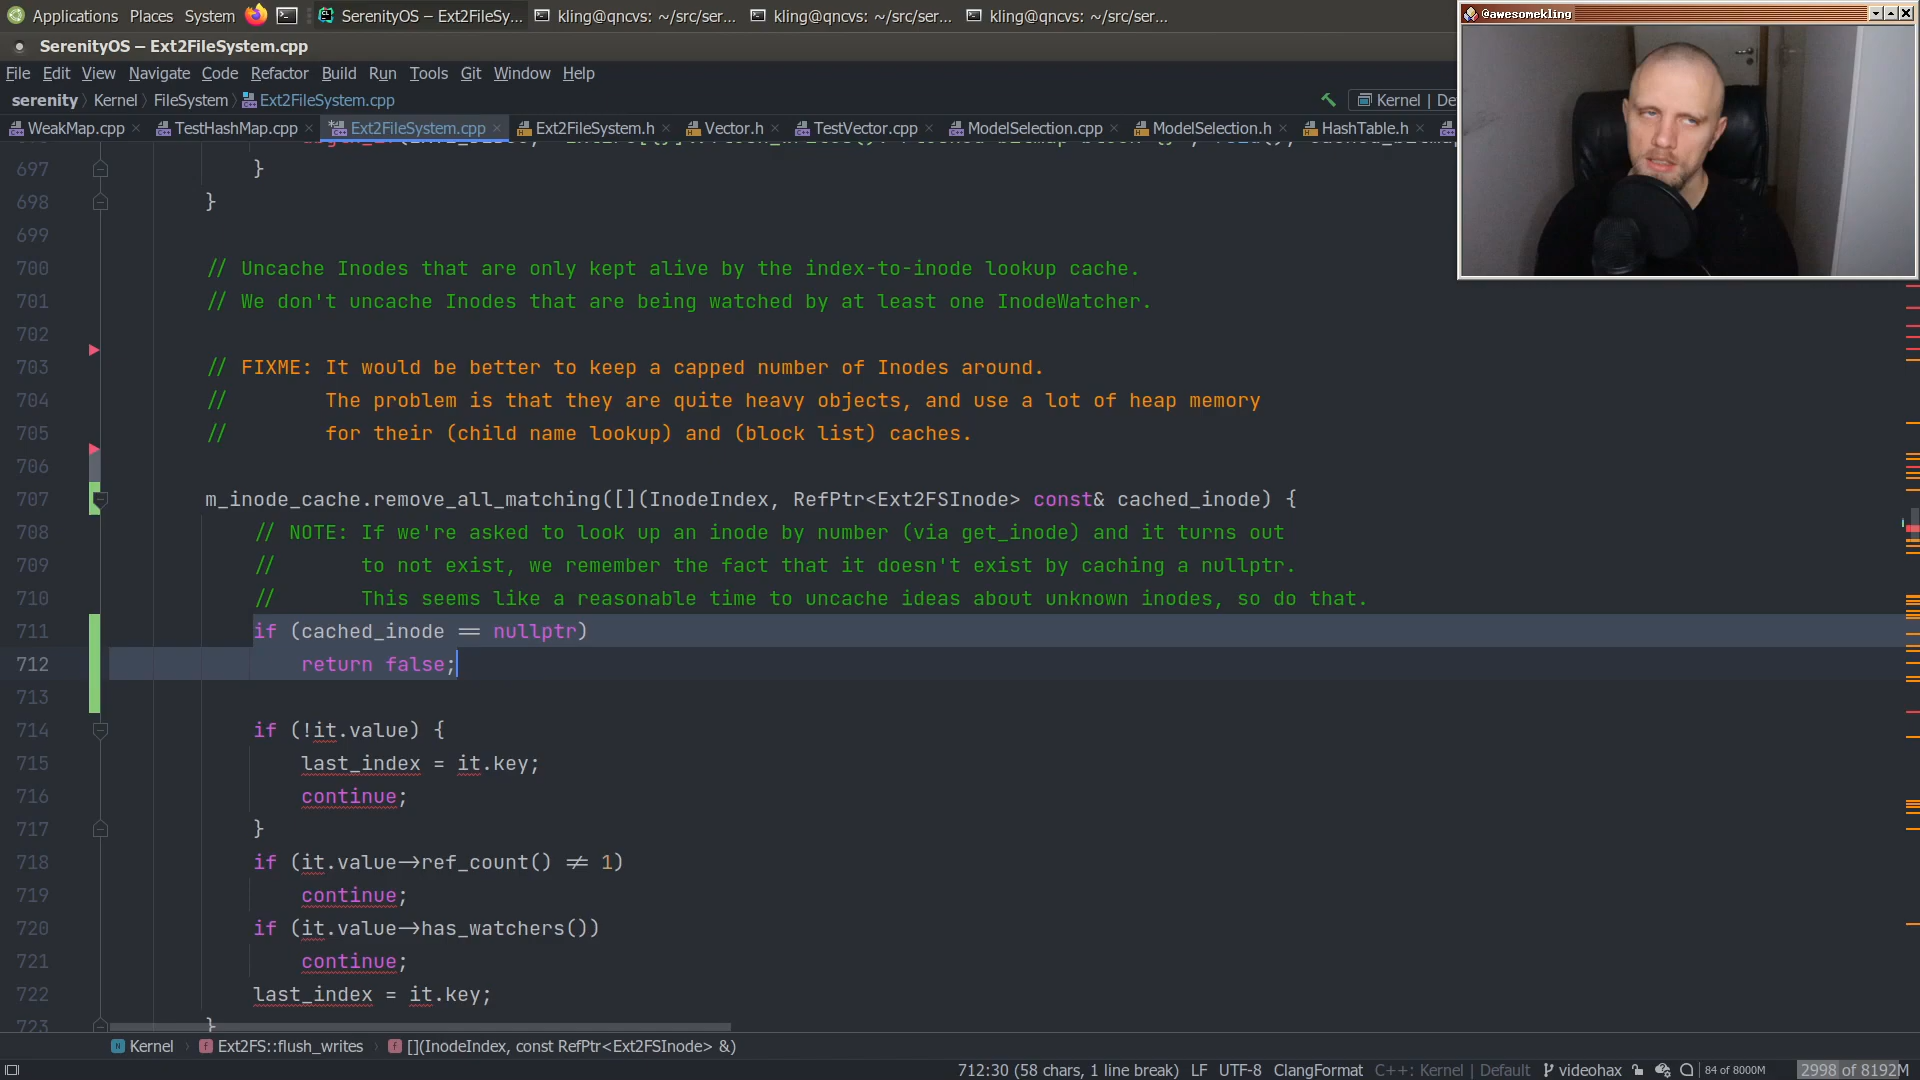 Applications Places System SerenityOS – Ext2FileSy... kling@qncvs: ~/src/ser... kling@qncvs: ~/src/ser... kling@qncvs: ~/src/ser...
@awesomekling
SerenityOS – Ext2FileSystem.cpp
File Edit View Navigate Code Refactor Build Run Tools Git Window Help
serenity Kernel FileSystem Ext2FileSystem.cpp Kernel | De
WeakMap.cpp TestHashMap.cpp Ext2FileSystem.cpp Ext2FileSystem.h Vector.h TestVector.cpp ModelSelection.cpp ModelSelection.h HashTable.h
697 }
698 }
699
700 // Uncache Inodes that are only kept alive by the index-to-inode lookup cache.
701 // We don't uncache Inodes that are being watched by at least one InodeWatcher.
702
703 // FIXME: It would be better to keep a capped number of Inodes around.
704 // The problem is that they are quite heavy objects, and use a lot of heap memory
705 // for their (child name lookup) and (block list) caches.
706
707 m_inode_cache.remove_all_matching([](InodeIndex, RefPtr<Ext2FSInode> const& cached_inode) {
708 // NOTE: If we're asked to look up an inode by number (via get_inode) and it turns out
709 // to not exist, we remember the fact that it doesn't exist by caching a nullptr.
710 // This seems like a reasonable time to uncache ideas about unknown inodes, so do that.
711 if (cached_inode == nullptr)
712 return false;
713
714 if (!it.value) {
715 last_index = it.key;
716 continue;
717 }
718 if (it.value->ref_count() != 1)
719 continue;
720 if (it.value->has_watchers())
721 continue;
722 last_index = it.key;
723 }
Kernel Ext2FS::flush_writes [](InodeIndex, const RefPtr<Ext2FSInode> &)
712:30 (58 chars, 1 line break) LF UTF-8 ClangFormat C++: Kernel | Default videohax 84 of 8000M 2998 of 8192M